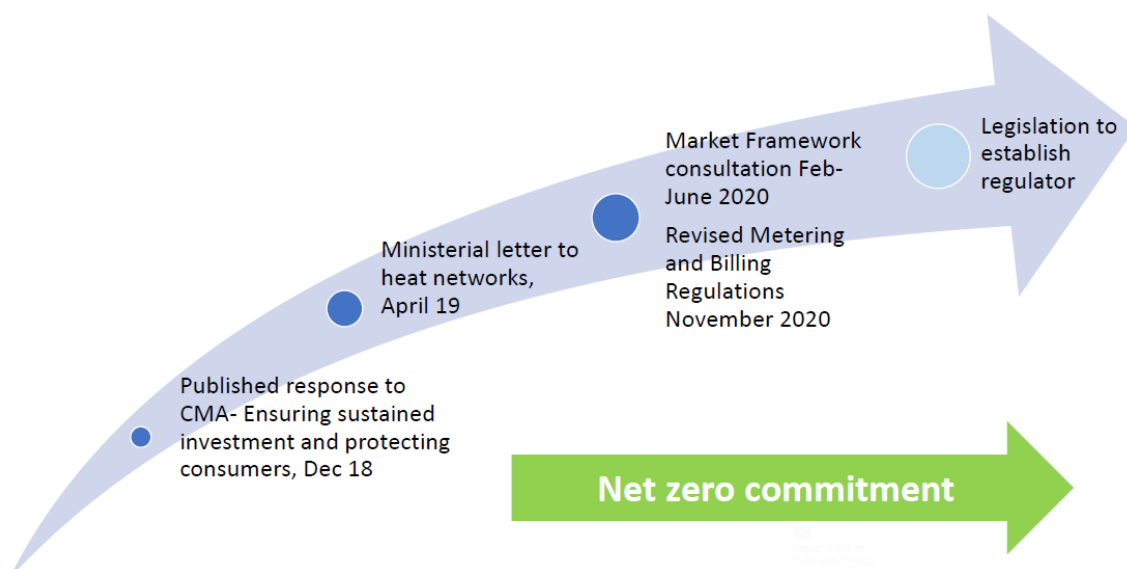 Published response to
CMA- Ensuring sustained
investment and protecting
consumers, Dec 18
Ministerial letter to
heat networks,
April 19
Market Framework
consultation Feb-
June 2020
Revised Metering
and Billing
Regulations
November 2020
Legislation to
establish
regulator
Net zero commitment